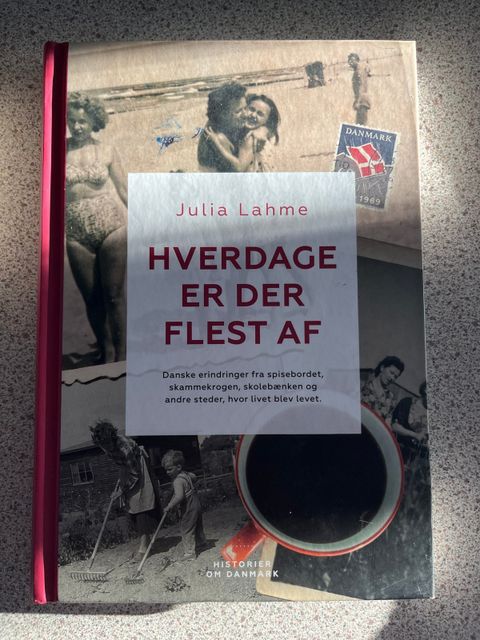 DANMARK
1969
Julia Lahme
HVERDAGE
ER DER
FLEST AF
Danske erindringer fra spisebordet,
skammekrogen, skolebænken og
andre steder, hvor livet blev levet.
HISTORIER
OM DANMARK